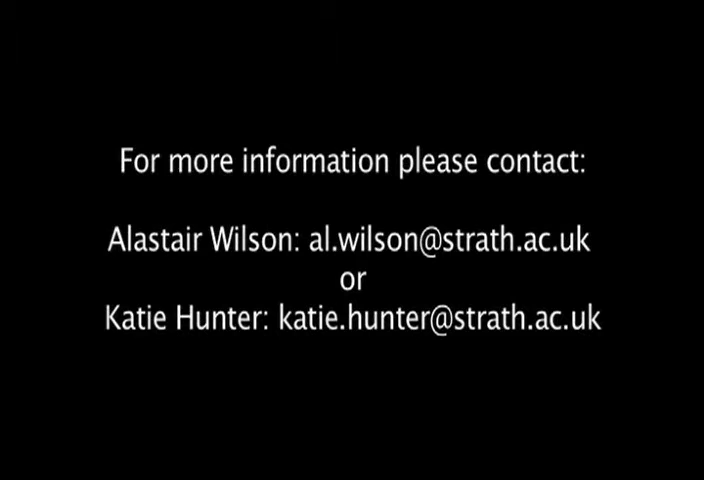 For more information please contact:
Alastair Wilson: al.wilson@strath.ac.uk
or
Katie Hunter: katie.hunter@strath.ac.uk